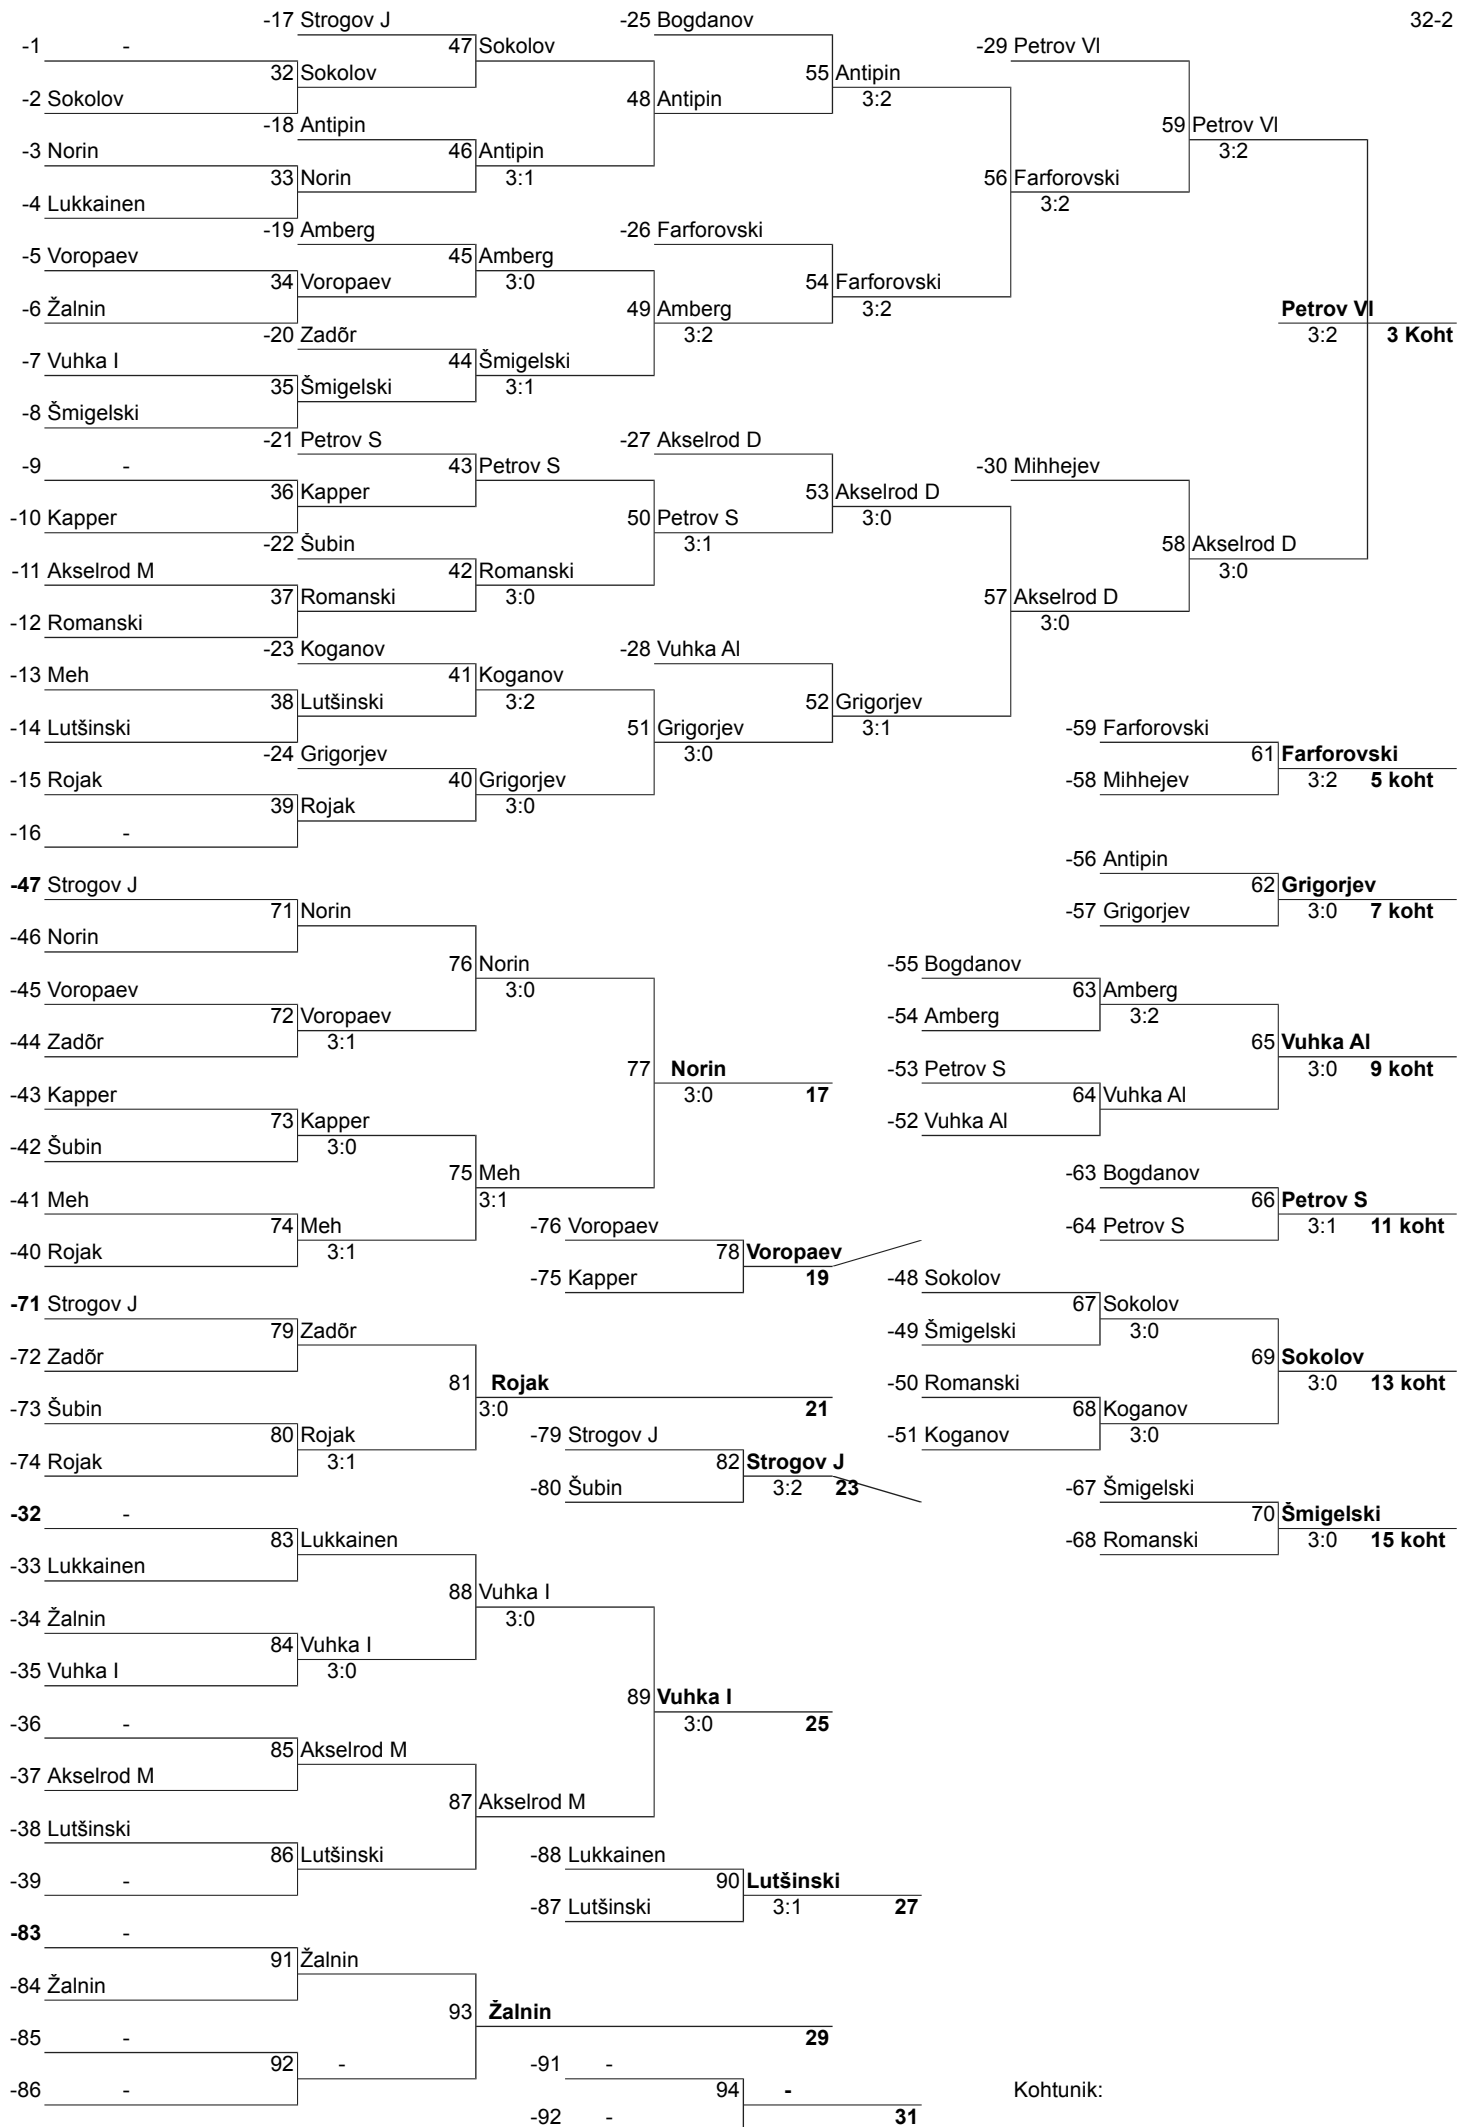 -17 Strogov J -25 Bogdanov 32-2
-1 - 47 Sokolov -29 Petrov Vl
32 Sokolov 55 Antipin
-2 Sokolov 48 Antipin 3:2
-18 Antipin 59 Petrov Vl
-3 Norin 46 Antipin 3:2
33 Norin 3:1 56 Farforovski
-4 Lukkainen 3:2
-19 Amberg -26 Farforovski
-5 Voropaev 45 Amberg
34 Voropaev 3:0 54 Farforovski
-6 Žalnin 49 Amberg 3:2 Petrov Vl
-20 Zadõr 3:2 3:2 3 Koht
-7 Vuhka I 44 Šmigelski
35 Šmigelski 3:1
-8 Šmigelski
-21 Petrov S -27 Akselrod D
-9 - 43 Petrov S -30 Mihhejev
36 Kapper 53 Akselrod D
-10 Kapper 50 Petrov S 3:0
-22 Šubin 3:1 58 Akselrod D
-11 Akselrod M 42 Romanski 3:0
37 Romanski 3:0 57 Akselrod D
-12 Romanski 3:0
-23 Koganov -28 Vuhka Al
-13 Meh 41 Koganov
38 Lutšinski 3:2 52 Grigorjev
-14 Lutšinski 51 Grigorjev 3:1 -59 Farforovski
-24 Grigorjev 3:0 61 Farforovski
-15 Rojak 40 Grigorjev -58 Mihhejev 3:2 5 koht
39 Rojak 3:0
-16 -
-56 Antipin
-47 Strogov J 62 Grigorjev
71 Norin -57 Grigorjev 3:0 7 koht
-46 Norin
76 Norin -55 Bogdanov
-45 Voropaev 3:0 63 Amberg
72 Voropaev -54 Amberg 3:2
-44 Zadõr 3:1 65 Vuhka Al
77 Norin -53 Petrov S 3:0 9 koht
-43 Kapper 3:0 17 64 Vuhka Al
73 Kapper -52 Vuhka Al
-42 Šubin 3:0
75 Meh -63 Bogdanov
-41 Meh 3:1 66 Petrov S
74 Meh -76 Voropaev -64 Petrov S 3:1 11 koht
-40 Rojak 3:1 78 Voropaev
-75 Kapper 19 -48 Sokolov
-71 Strogov J 67 Sokolov
79 Zadõr -49 Šmigelski 3:0
-72 Zadõr 69 Sokolov
81 Rojak -50 Romanski 3:0 13 koht
-73 Šubin 3:0 21 68 Koganov
80 Rojak -79 Strogov J -51 Koganov 3:0
-74 Rojak 3:1 82 Strogov J
-80 Šubin 3:2 23 -67 Šmigelski
-32 - 70 Šmigelski
83 Lukkainen -68 Romanski 3:0 15 koht
-33 Lukkainen
88 Vuhka I
-34 Žalnin 3:0
84 Vuhka I
-35 Vuhka I 3:0
89 Vuhka I
-36 - 3:0 25
85 Akselrod M
-37 Akselrod M
87 Akselrod M
-38 Lutšinski
86 Lutšinski -88 Lukkainen
-39 - 90 Lutšinski
-87 Lutšinski 3:1 27
-83 -
91 Žalnin
-84 Žalnin
93 Žalnin
-85 - 29
92 - -91 -
-86 - 94 - Kohtunik:
-92 - 31